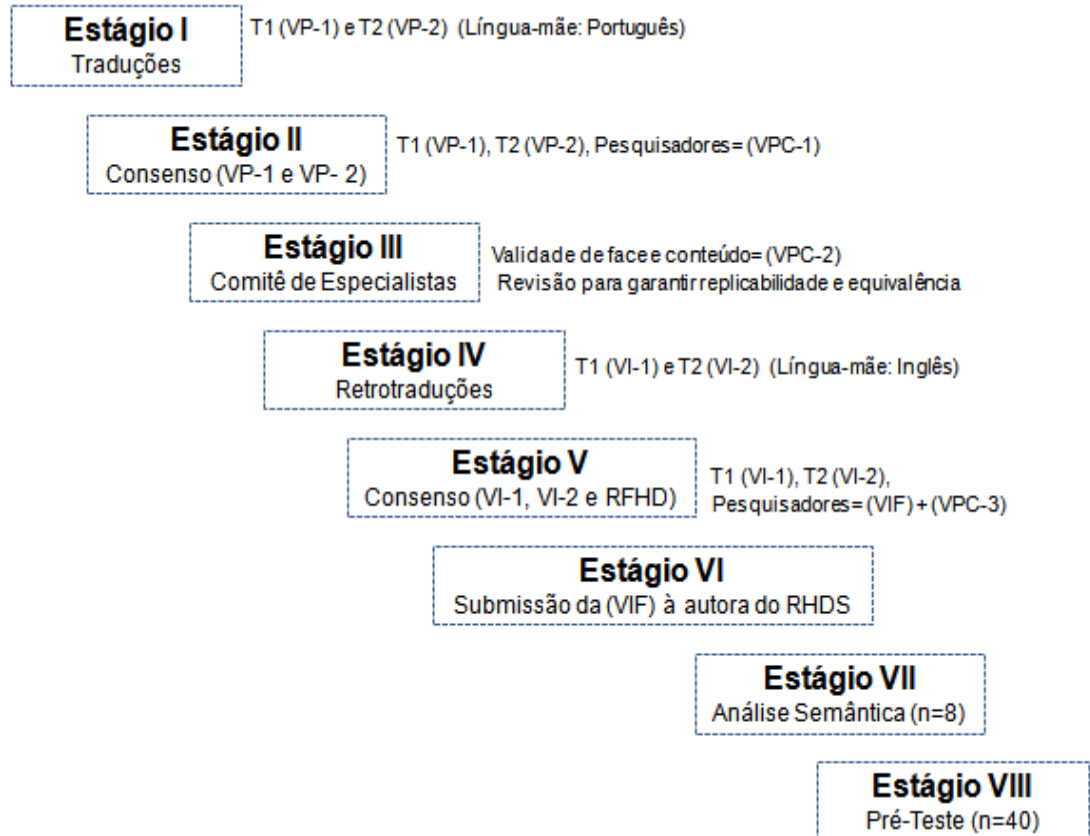 Estágio I
Traduções
T1 (VP-1) e T2 (VP-2) (Língua-mãe: Português)
Estágio II
Consenso (VP-1 e VP- 2)
T1 (VP-1), T2 (VP-2), Pesquisadores= (VPC-1)
Estágio III
Comitê de Especialistas
Validade de face e conteúdo= (VPC-2)
Revisão para garantir replicabilidade e equivalência
Estágio IV
Retrotraduções
T1 (VI-1) e T2 (VI-2) (Língua-mãe: Inglês)
Estágio V
Consenso (VI-1, VI-2 e RFHD)
T1 (VI-1), T2 (VI-2),
Pesquisadores= (VIF) + (VPC-3)
Estágio VI
Submissão da (VIF) à autora do RHDS
Estágio VII
Análise Semântica (n=8)
Estágio VIII
Pré-Teste (n=40)